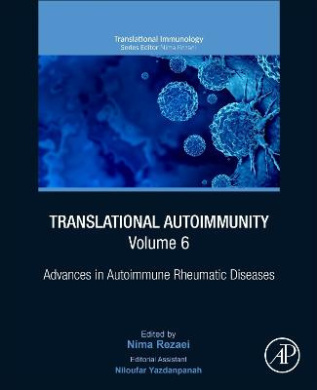 Translational Immunology
Series Editor Nima Rezaei
TRANSLATIONAL AUTOIMMUNITY
Volume 6
Advances in Autoimmune Rheumatic Diseases
Edited by
Nima Rezaei
Editorial Assistant
Niloufar Yazdanpanah
AP